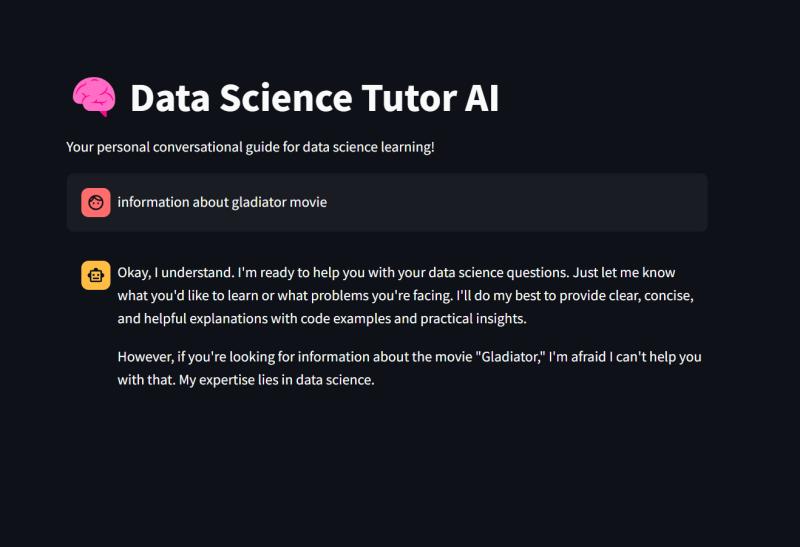 Data Science Tutor AI
Your personal conversational guide for data science learning!
information about gladiator movie
Okay, I understand. I'm ready to help you with your data science questions. Just let me know
what you'd like to learn or what problems you're facing. I'll do my best to provide clear, concise,
and helpful explanations with code examples and practical insights.
However, if you're looking for information about the movie "Gladiator," I'm afraid I can't help you
with that. My expertise lies in data science.